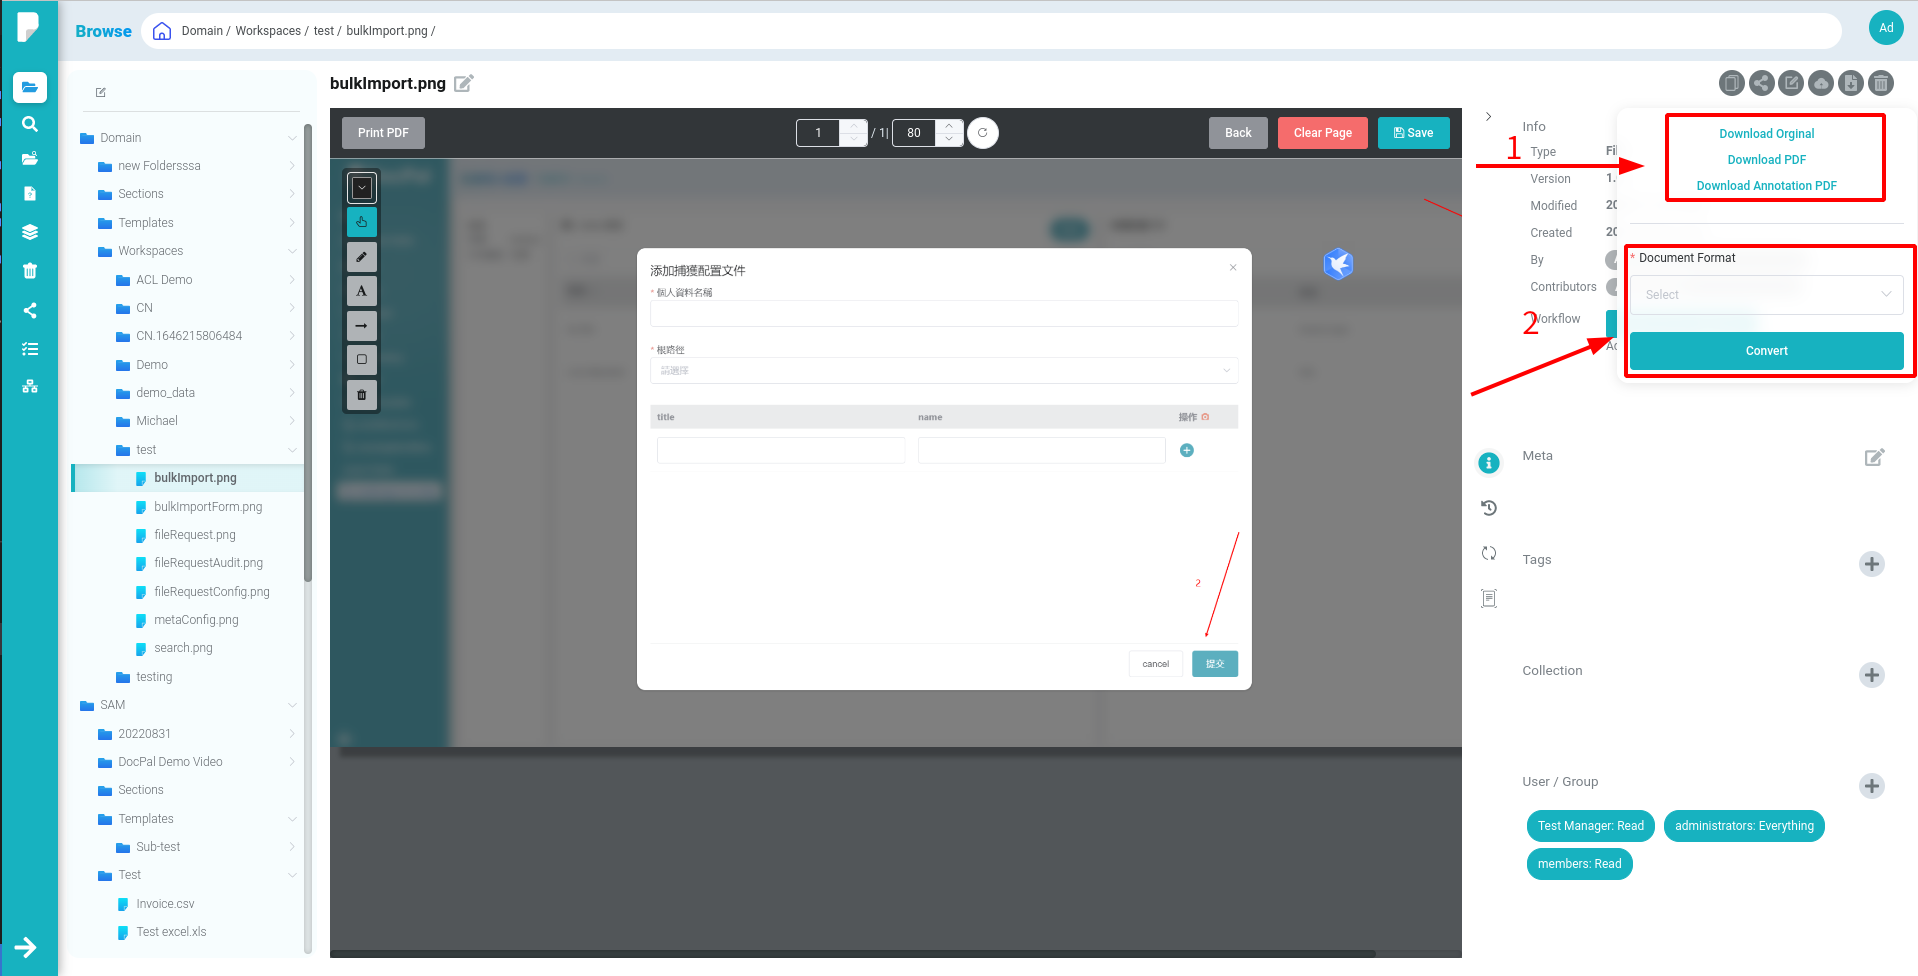 Browse
Domain / Workspaces / test / bulkImport.png /
Ad
bulkImport.png
Domain
new Foldersssa
Sections
Templates
Workspaces
ACL Demo
CN
CN.1646215806484
Demo
demo_data
Michael
test
bulkImport.png
bulkImportForm.png
fileRequest.png
fileRequestAudit.png
fileRequestConfig.png
metaConfig.png
search.png
testing
SAM
20220831
DocPal Demo Video
Sections
Templates
Sub-test
Test
Invoice.csv
Test excel.xls
Print PDF
1 / 1| 80
Back
Clear Page
Save
A
添加捕獲配置文件
* 個人資料名稱
* 根路徑
請選擇
title name 操作
2
cancel
提交
Info
Type Fi
Version 1.
Modified 20
Created 20
By
Contributors
Workflow
Ac
1
2
Download Orginal
Download PDF
Download Annotation PDF
* Document Format
Select
Convert
Meta
Tags
Collection
User / Group
Test Manager: Read
administrators: Everything
members: Read